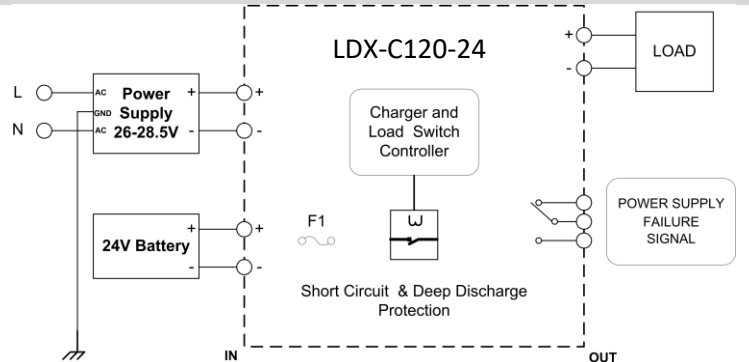 LDX-C120-24
+
-
LOAD
L
N
AC
GND
AC
Power
Supply
26-28.5V
+
-
+
-
Charger and
Load Switch
Controller
POWER SUPPLY
FAILURE
SIGNAL
24V Battery
+
-
+
-
F1
Short Circuit & Deep Discharge
Protection
IN
OUT